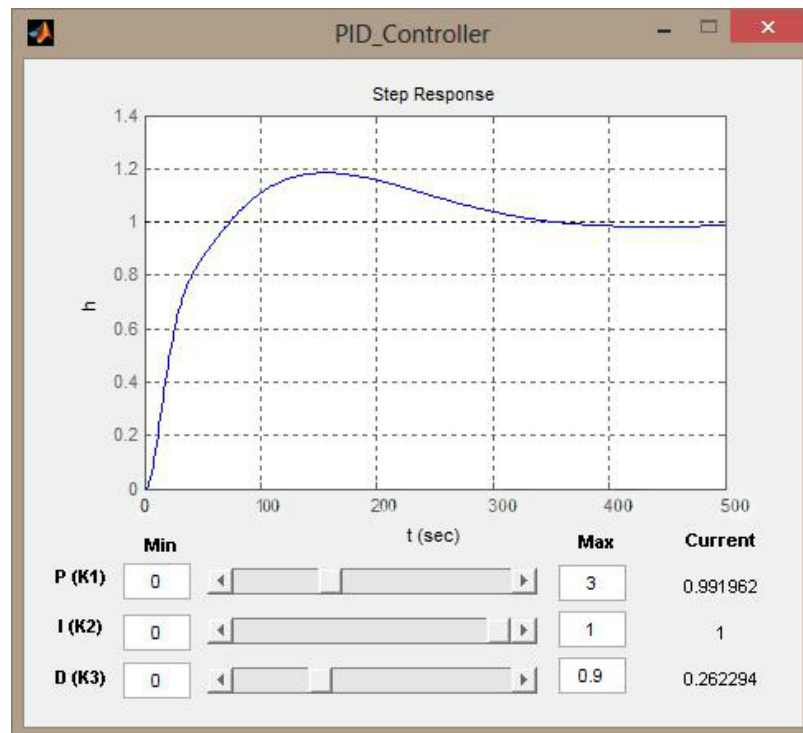 PID_Controller
Step Response
1.4
1.2
1
0.8
0.6
0.4
0.2
0
h
0 100 200 300 400 500
t (sec)
Min Max Current
P (K1) 0 3 0.991962
I (K2) 0 1 1
D (K3) 0 0.9 0.262294